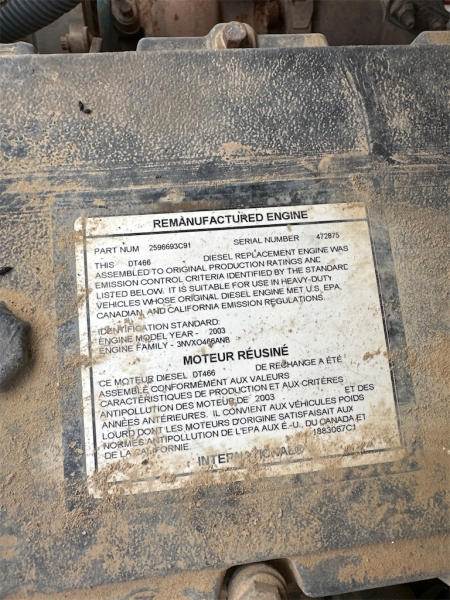 REMANUFACTURED ENGINE
PART NUM 2596693C91 SERIAL NUMBER 472875
THIS DT466 DIESEL REPLACEMENT ENGINE WAS
ASSEMBLED TO ORIGINAL PRODUCTION RATINGS AND
EMISSION CONTROL CRITERIA IDENTIFIED BY THE STANDARD
LISTED BELOW. IT IS SUITABLE FOR USE IN HEAVY-DUTY
VEHICLES WHOSE ORIGINAL DIESEL ENGINE MET U.S. EPA,
CANADIAN, AND CALIFORNIA EMISSION REGULATIONS.
IDENTIFICATION STANDARD:
ENGINE MODEL YEAR - 2003
ENGINE FAMILY - 3NVXO466ANB
MOTEUR RÉUSINÉ
CE MOTEUR DIESEL DT466 DE RECHANGE A ÉTÉ
ASSEMBLÉ CONFORMÉMENT AUX VALEURS
CARACTÉRISTIQUES DE PRODUCTION ET AUX CRITÈRES
ANTIPOLLUTION DES MOTEUR DE 2003 ET DES
ANNÉES ANTÉRIEURES. IL CONVIENT AUX VÉHICULES POIDS
LOURD DONT LES MOTEURS D'ORIGINE SATISFAISAIT AUX
NORMES ANTIPOLLUTION DE L'EPA AUX É.-U., DU CANADA ET
DE LA CALIFORNIE. 1883067C1
INTERNATIONAL